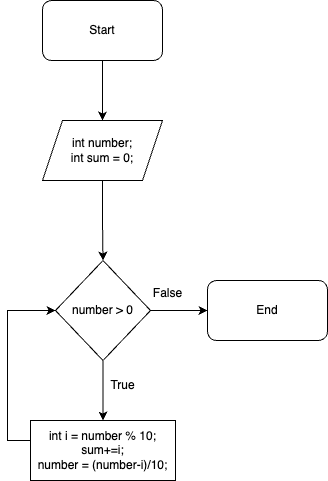 Start
int number;
int sum = 0;
number > 0
False
End
True
int i = number % 10;
sum+=i;
number = (number-i)/10;